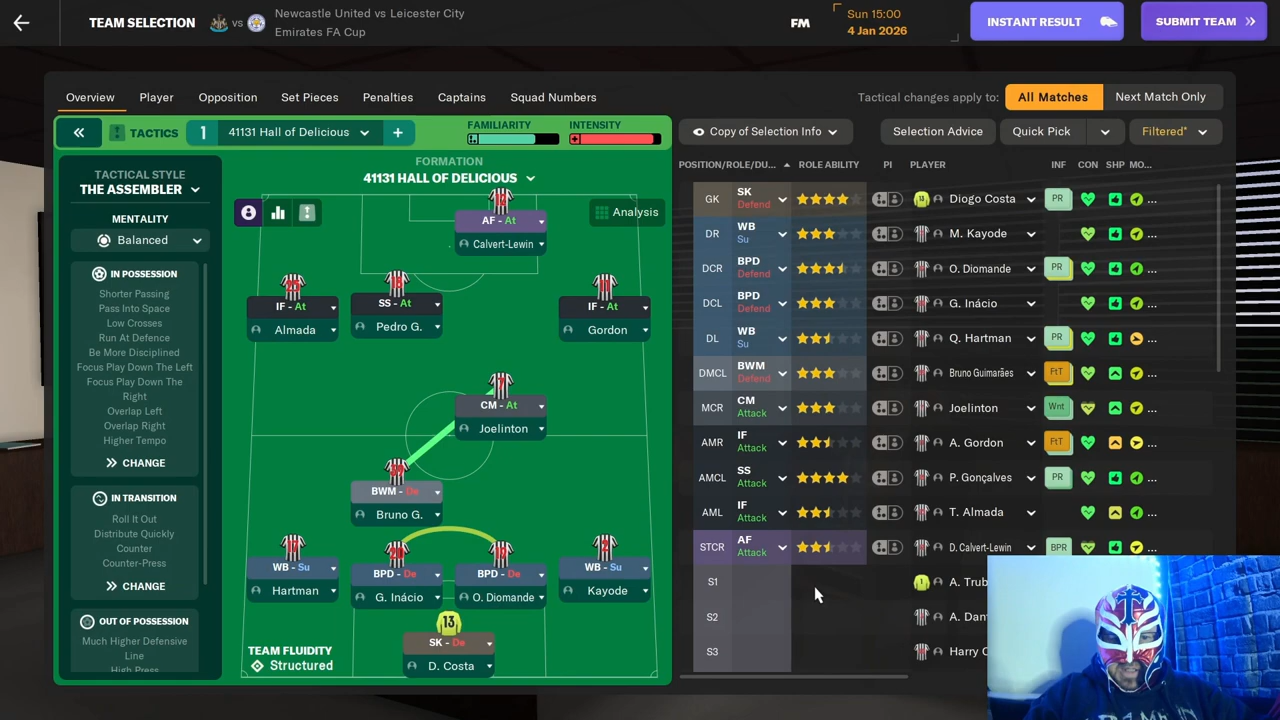 TEAM SELECTION
vs
Newcastle United vs Leicester City
Emirates FA Cup
FM
Sun 15:00
4 Jan 2026
INSTANT RESULT
SUBMIT TEAM
Overview
Player
Opposition
Set Pieces
Penalties
Captains
Squad Numbers
Tactical changes apply to:
All Matches
Next Match Only
TACTICS
1
41131 Hall of Delicious
+
FAMILIARITY
INTENSITY
Copy of Selection Info
Selection Advice
Quick Pick
Filtered*
TACTICAL STYLE
THE ASSEMBLER
MENTALITY
Balanced
IN POSSESSION
Shorter Passing
Pass Into Space
Low Crosses
Run At Defence
Be More Disciplined
Focus Play Down The Left
Focus Play Down The
Right
Overlap Left
Overlap Right
Higher Tempo
CHANGE
IN TRANSITION
Roll It Out
Distribute Quickly
Counter
Counter-Press
CHANGE
OUT OF POSSESSION
Much Higher Defensive
Line
High Press
FORMATION
41131 HALL OF DELICIOUS
Analysis
AF - At
Calvert-Lewin
IF - At
Almada
SS - At
Pedro G.
IF - At
Gordon
CM - At
Joelinton
BWM - De
Bruno G.
WB - Su
Hartman
BPD - De
G. Inácio
BPD - De
O. Diomande
WB - Su
Kayode
13
SK - De
D. Costa
TEAM FLUIDITY
Structured
POSITION/ROLE/DU... ROLE ABILITY PI PLAYER INF CON SHP MO...
GK SK Defend Diogo Costa PR ...
DR WB Su M. Kayode ...
DCR BPD Defend O. Diomande PR ...
DCL BPD Defend G. Inácio ...
DL WB Su Q. Hartman PR ...
DMCL BWM Defend Bruno Guimarães FtT ...
MCR CM Attack Joelinton Wnt ...
AMR IF Attack A. Gordon FtT ...
AMCL SS Attack P. Gonçalves PR ...
AML IF Attack T. Almada ...
STCR AF Attack D. Calvert-Lewin BPR ...
S1 1 A. Trub
S2 A. Dan
S3 Harry C